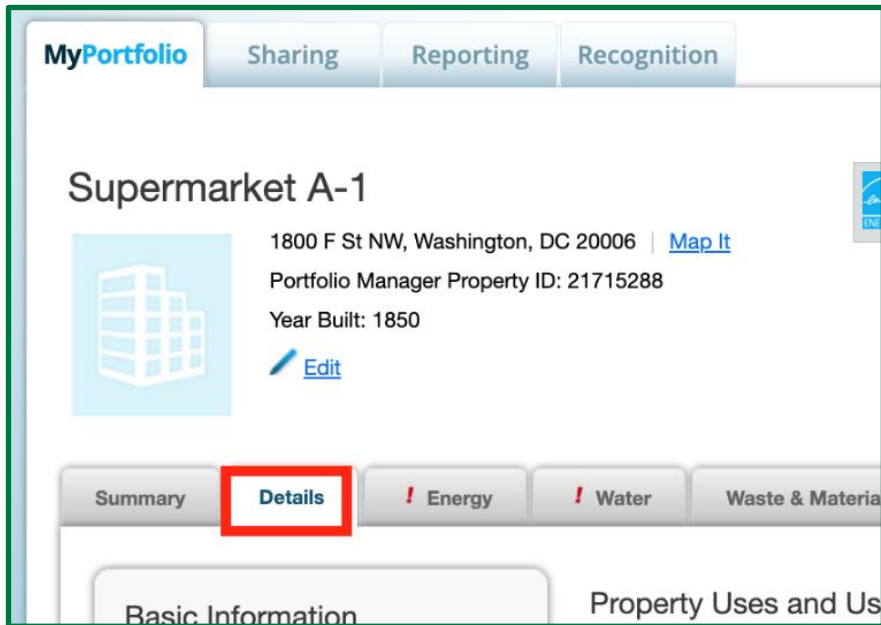 MyPortfolio Sharing Reporting Recognition
Supermarket A-1
1800 F St NW, Washington, DC 20006 | Map It
Portfolio Manager Property ID: 21715288
Year Built: 1850
Edit
Summary Details ! Energy ! Water Waste & Materia
Basic Information
Property Uses and Us